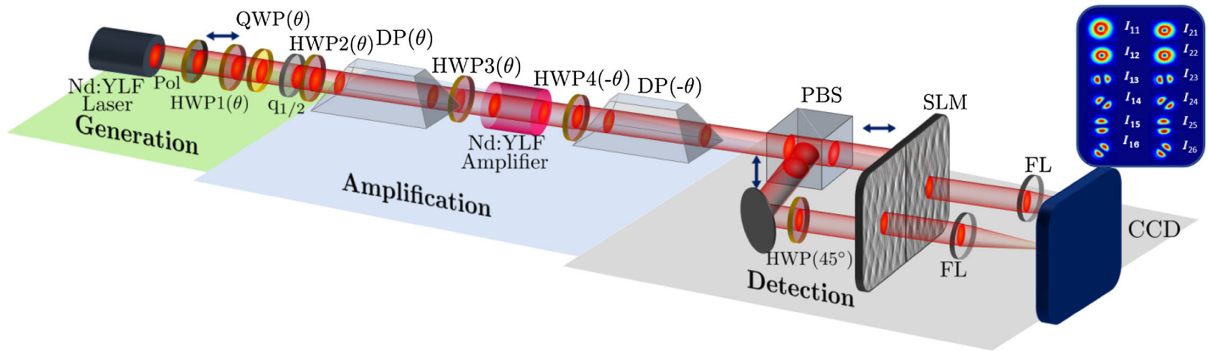 QWP(θ)
HWP2(θ)
DP(θ)
HWP3(θ)
HWP4(-θ)
DP(-θ)
PBS
SLM
Nd:YLF
Laser
Pol
HWP1(θ)
q1/2
Nd:YLF
Amplifier
Generation
Amplification
Detection
HWP(45°)
FL
FL
CCD
I11 I21
I12 I22
I13 I23
I14 I24
I15 I25
I16 I26